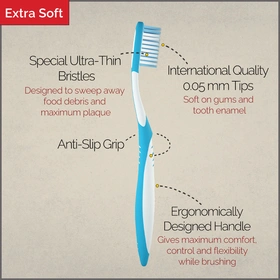 Extra Soft
Special Ultra-Thin
Bristles
Designed to sweep away
food debris and
maximum plaque
International Quality
0.05 mm Tips
Soft on gums and
tooth enamel
Anti-Slip Grip
Ergonomically
Designed Handle
Gives maximum comfort,
control and flexibility
while brushing